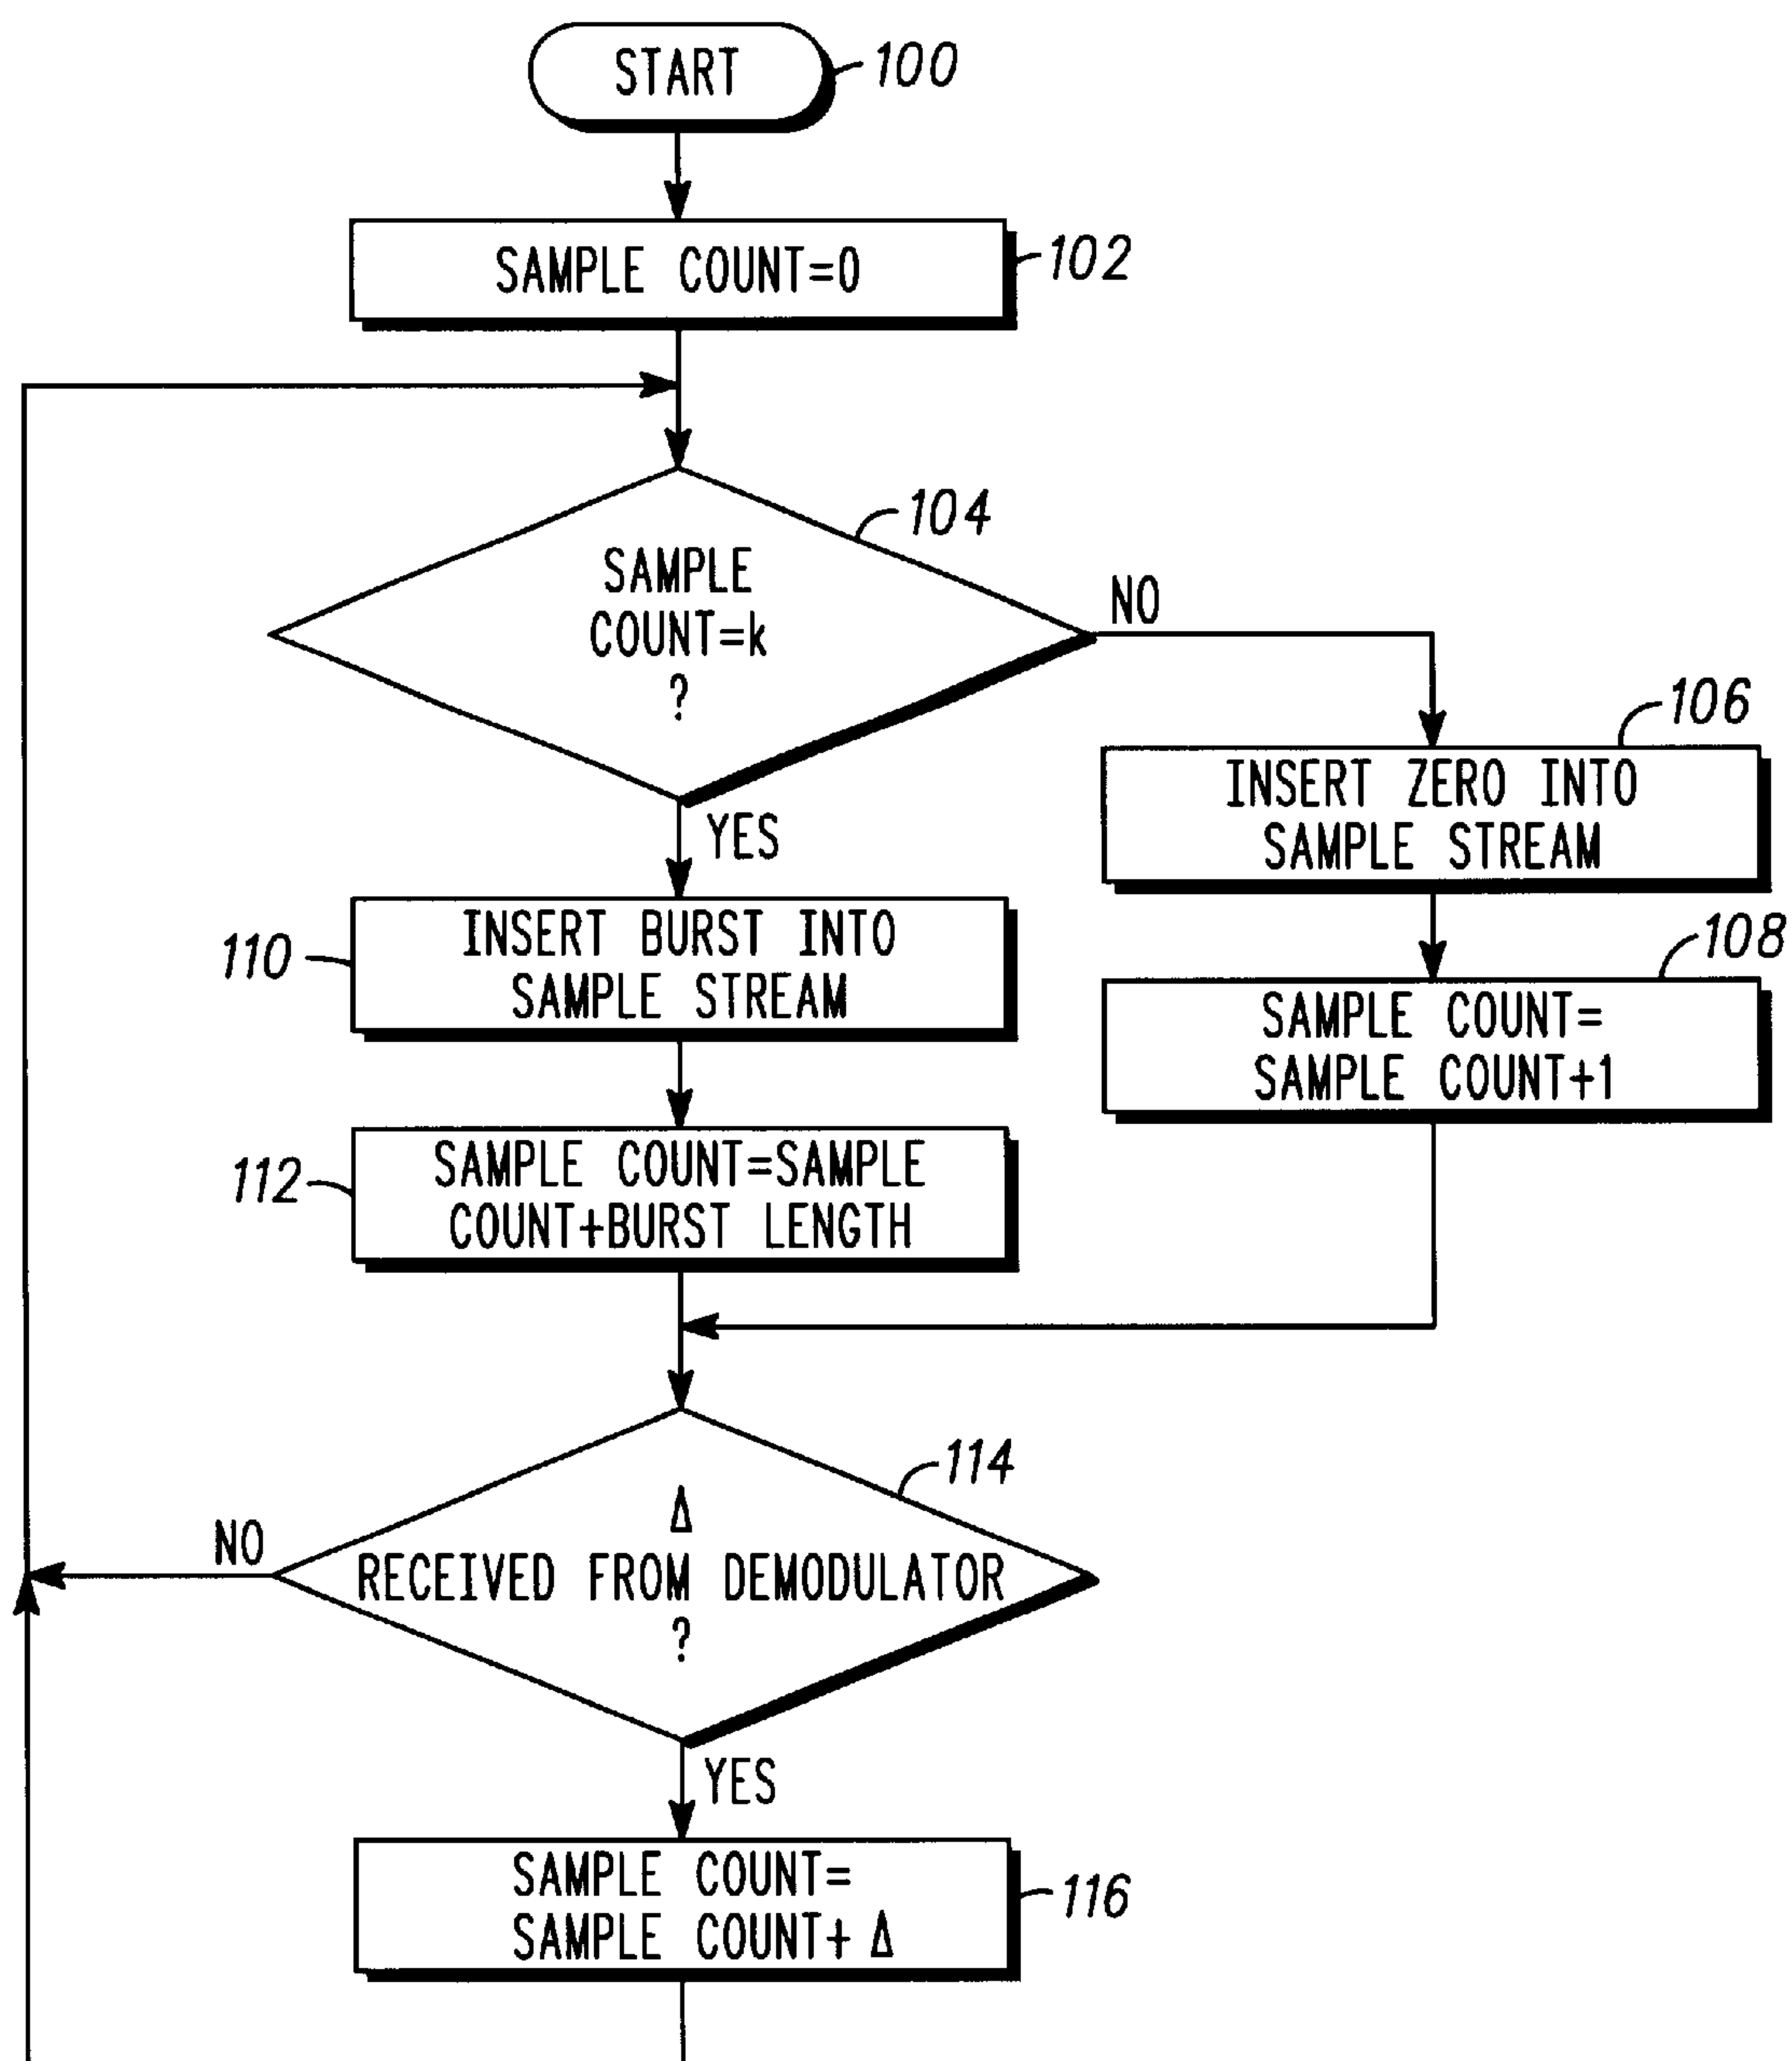 START
100
SAMPLE COUNT=0
102
104
SAMPLE
COUNT=k
?
NO
YES
106
INSERT ZERO INTO
SAMPLE STREAM
108
SAMPLE COUNT=
SAMPLE COUNT+1
110
INSERT BURST INTO
SAMPLE STREAM
112
SAMPLE COUNT=SAMPLE
COUNT+BURST LENGTH
114
Δ
RECEIVED FROM DEMODULATOR
?
NO
YES
SAMPLE COUNT=
SAMPLE COUNT+ Δ
116